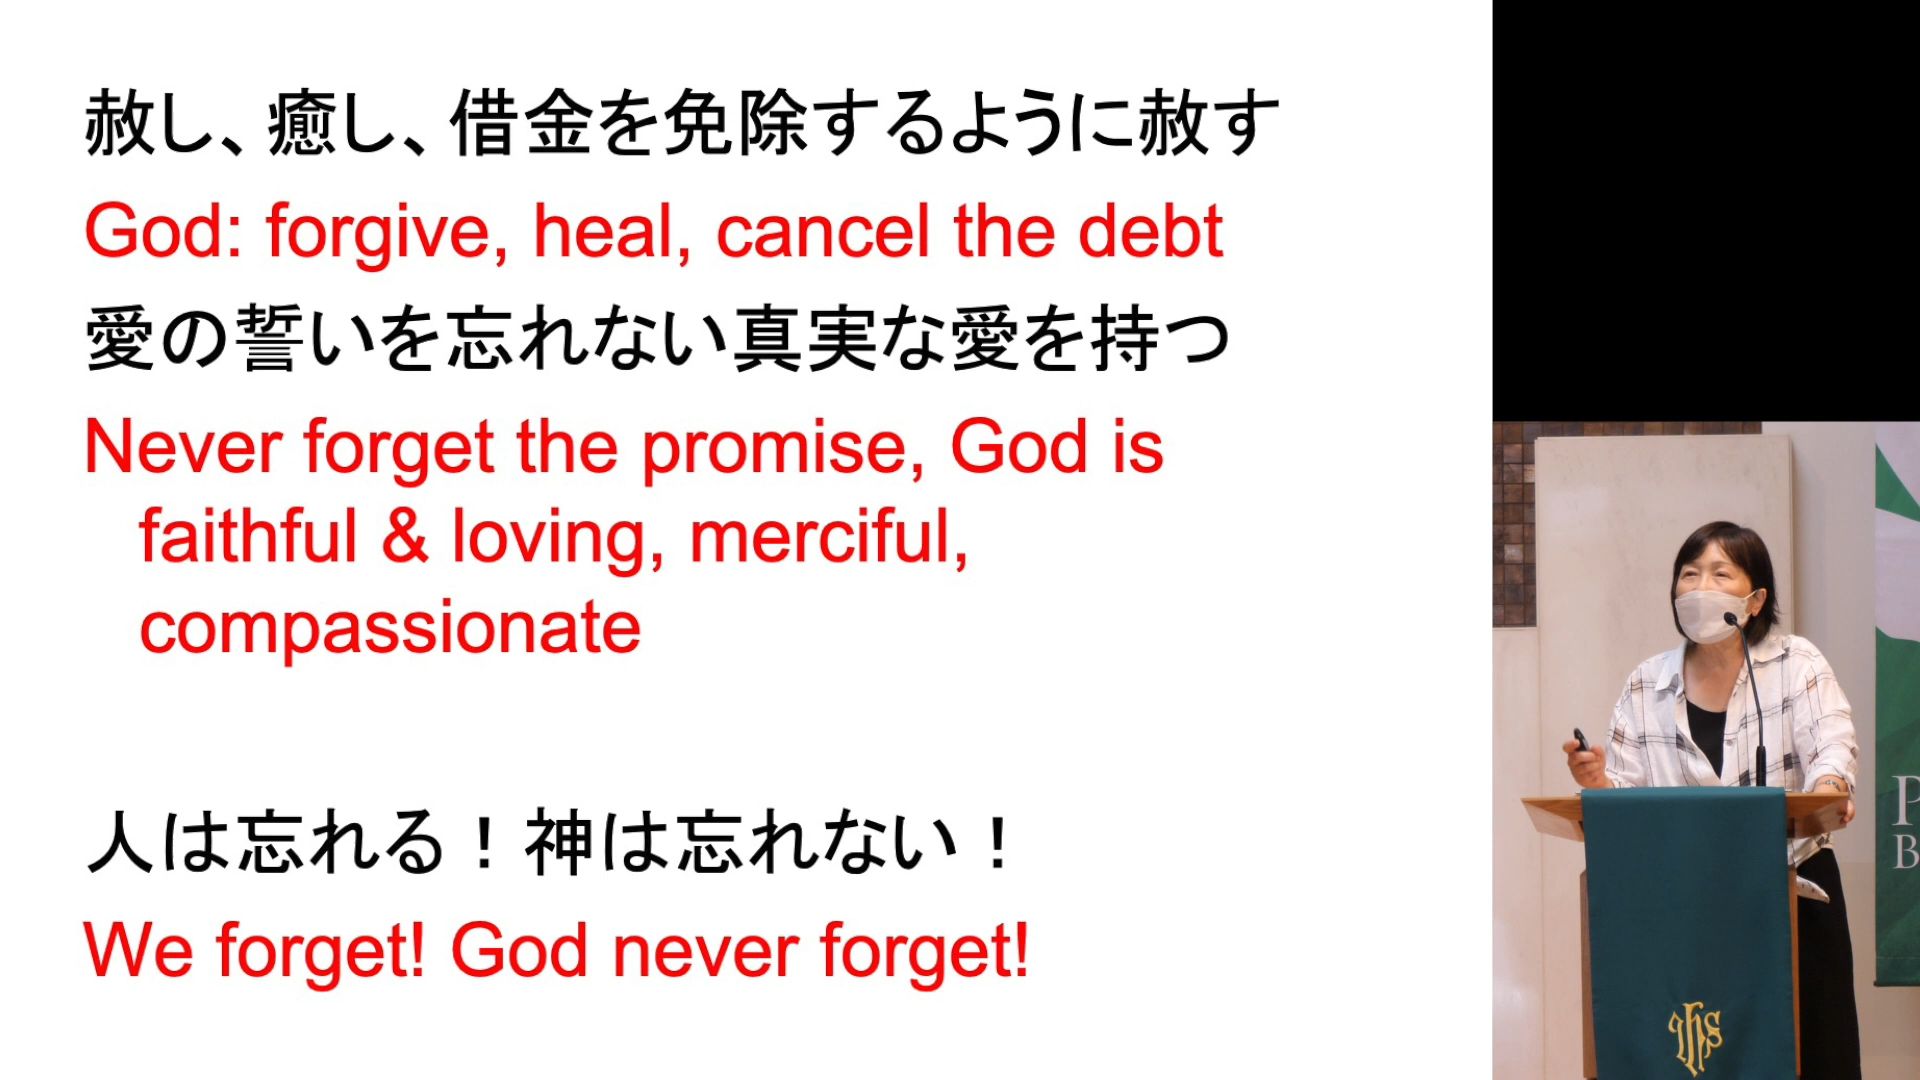 赦し、癒し、借金を免除するように赦す
God: forgive, heal, cancel the debt
愛の誓いを忘れない真実な愛を持つ
Never forget the promise, God is
faithful & loving, merciful,
compassionate
人は忘れる！神は忘れない！
We forget! God never forget!
P
B
IHS